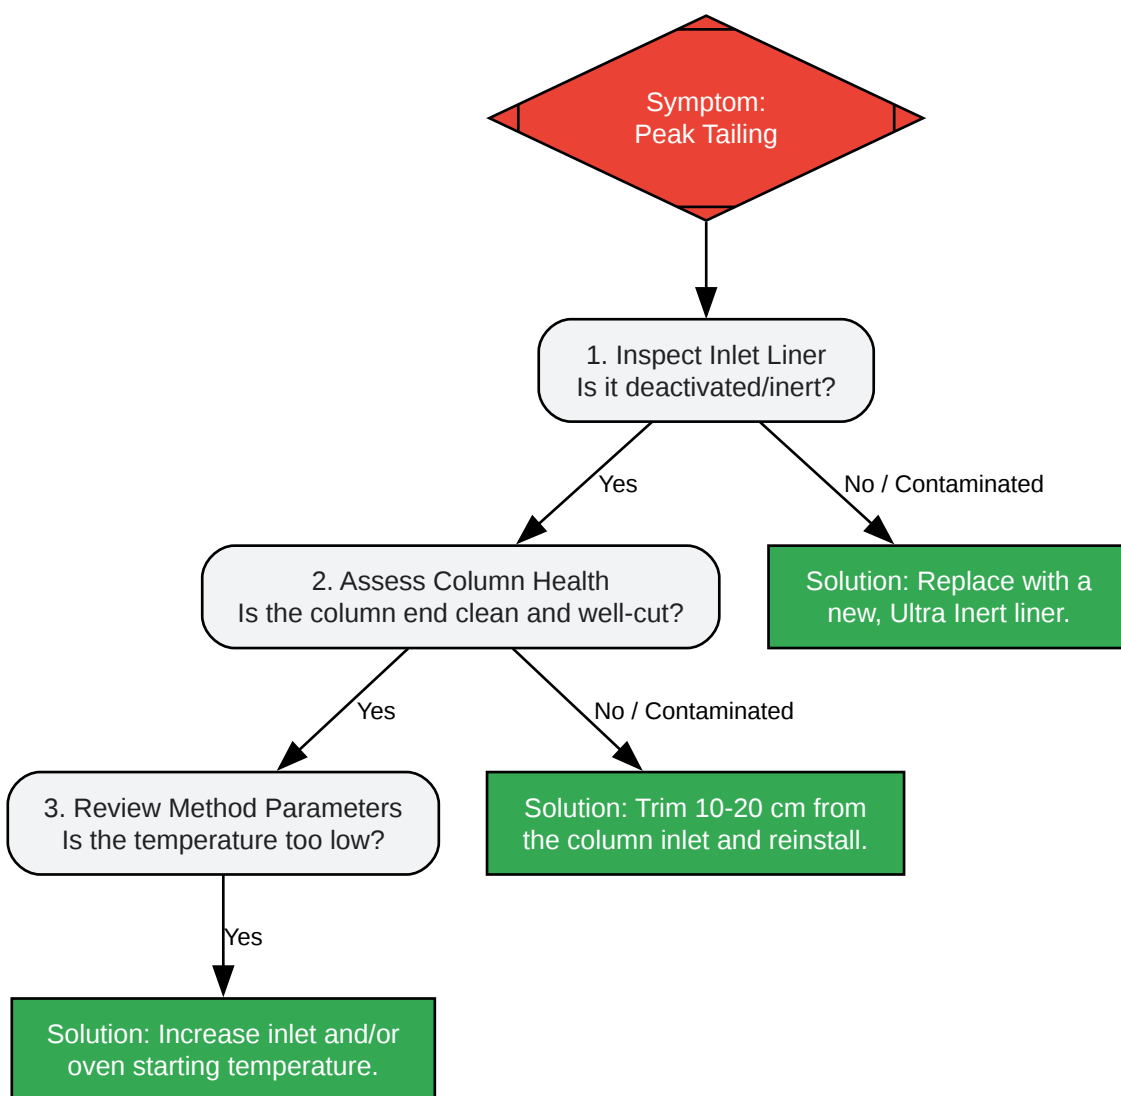 Symptom:
Peak Tailing
1. Inspect Inlet Liner
Is it deactivated/inert?
Yes
No / Contaminated
2. Assess Column Health
Is the column end clean and well-cut?
Solution: Replace with a
new, Ultra Inert liner.
Yes
No / Contaminated
3. Review Method Parameters
Is the temperature too low?
Solution: Trim 10-20 cm from
the column inlet and reinstall.
Yes
Solution: Increase inlet and/or
oven starting temperature.